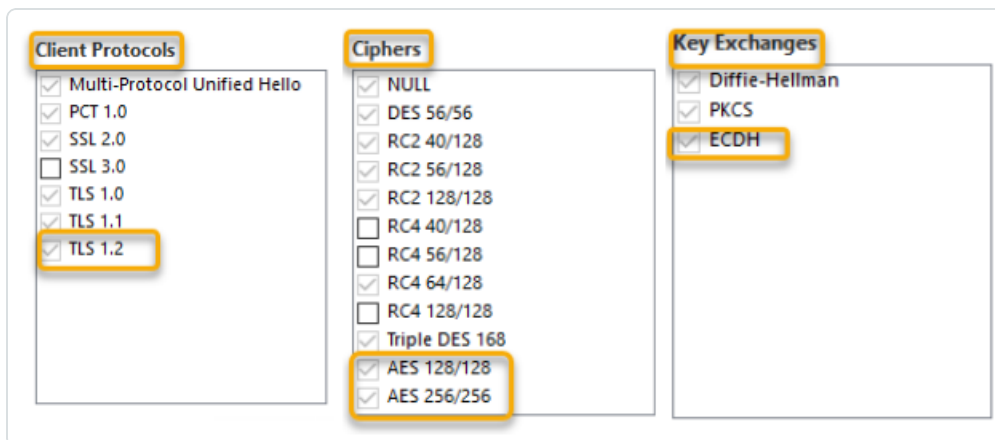 Client Protocols
Multi-Protocol Unified Hello
PCT 1.0
SSL 2.0
SSL 3.0
TLS 1.0
TLS 1.1
TLS 1.2
Ciphers
NULL
DES 56/56
RC2 40/128
RC2 56/128
RC2 128/128
RC4 40/128
RC4 56/128
RC4 64/128
RC4 128/128
Triple DES 168
AES 128/128
AES 256/256
Key Exchanges
Diffie-Hellman
PKCS
ECDH